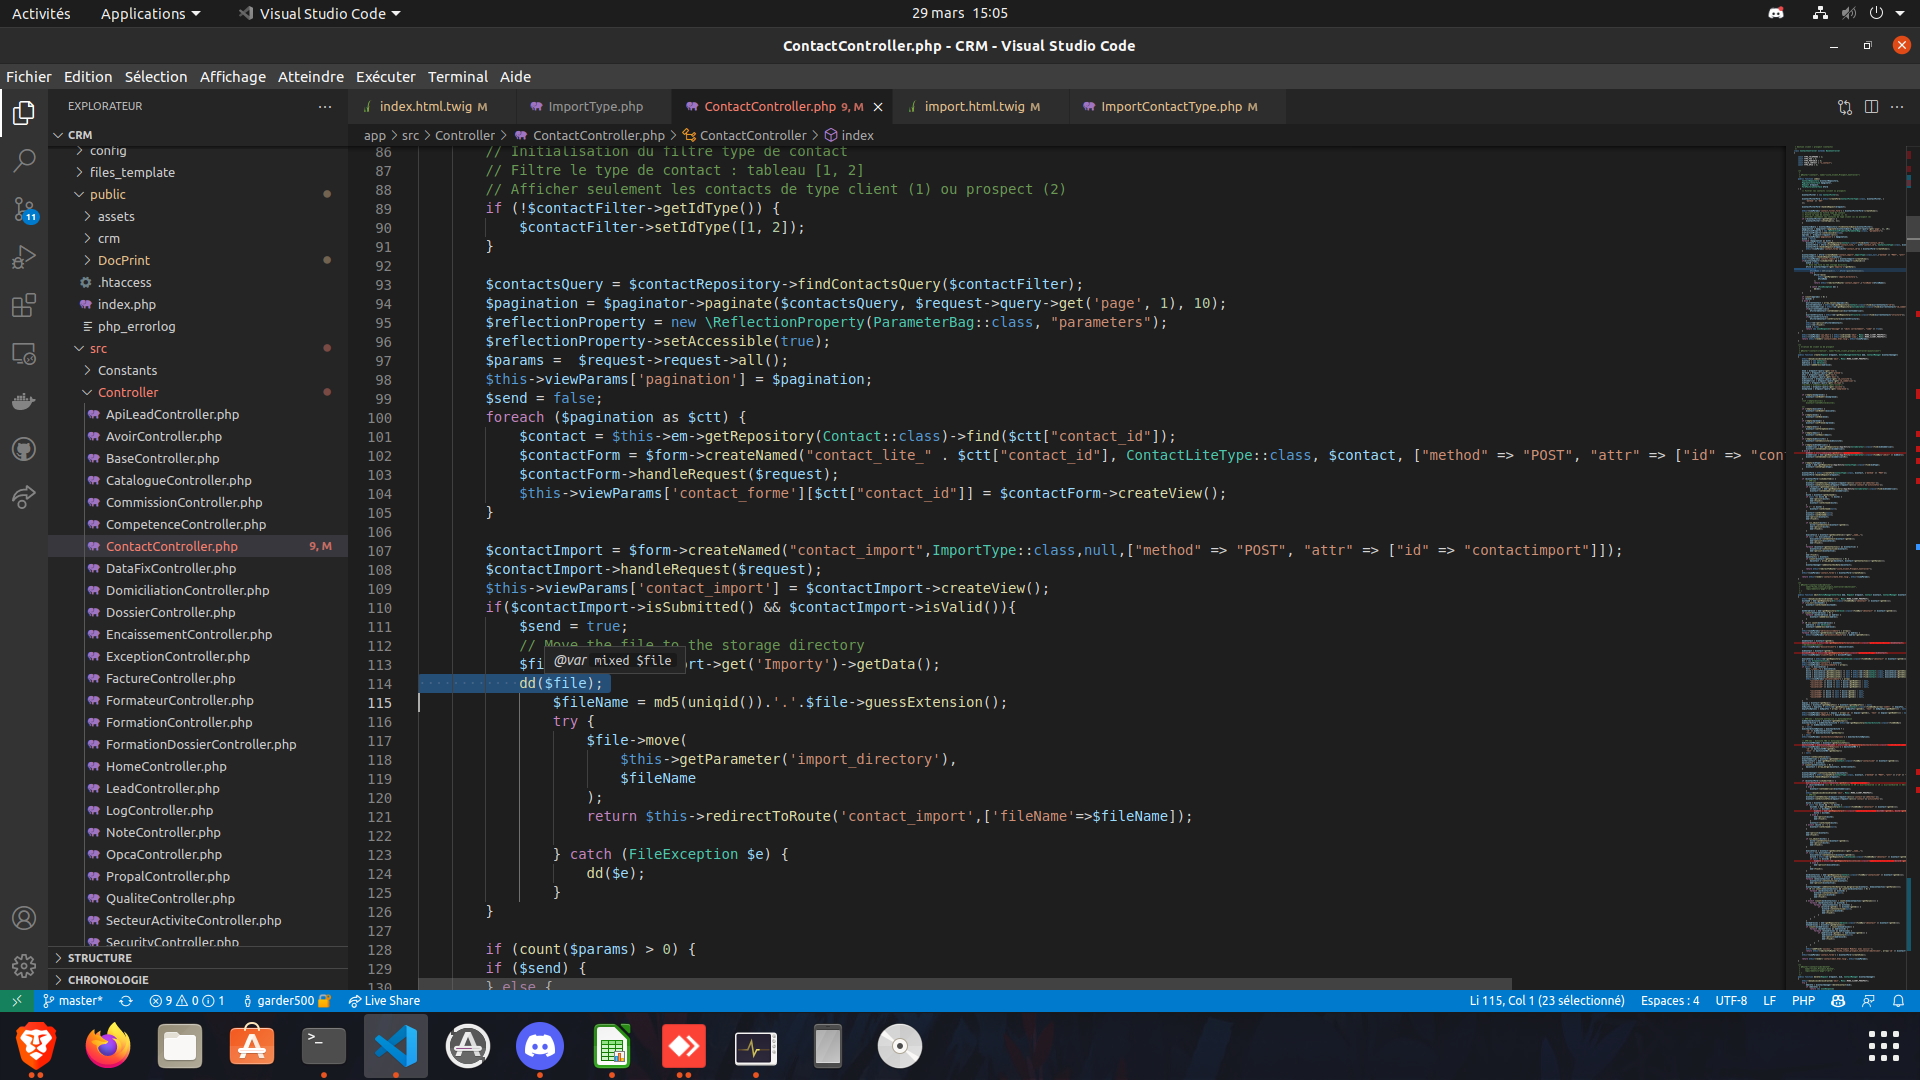 Activités
Applications
Visual Studio Code
29 mars 15:05
ContactController.php - CRM - Visual Studio Code
Fichier Edition Sélection Affichage Atteindre Exécuter Terminal Aide
EXPLORATEUR
index.html.twig M
ImportType.php
ContactController.php 9, M
import.html.twig M
ImportContactType.php M
app > src > Controller > ContactController.php > ContactController > index
CRM
config
files_template
public
assets
crm
DocPrint
.htaccess
index.php
php_errorlog
src
Constants
Controller
ApiLeadController.php
AvoirController.php
BaseController.php
CatalogueController.php
CommissionController.php
CompetenceController.php
ContactController.php 9, M
DataFixController.php
DomiciliationController.php
DossierController.php
EncaissementController.php
ExceptionController.php
FactureController.php
FormateurController.php
FormationController.php
FormationDossierController.php
HomeController.php
LeadController.php
LogController.php
NoteController.php
OpcaController.php
PropalController.php
QualiteController.php
SecteurActiviteController.php
SecurityController.php
STRUCTURE
CHRONOLOGIE
11
86 // Initialisation du filtre type de contact
87 // Filtre le type de contact : tableau [1, 2]
88 // Afficher seulement les contacts de type client (1) ou prospect (2)
89 if (!$contactFilter->getIdType()) {
90 $contactFilter->setIdType([1, 2]);
91 }
92
93 $contactsQuery = $contactRepository->findContactsQuery($contactFilter);
94 $pagination = $paginator->paginate($contactsQuery, $request->query->get('page', 1), 10);
95 $reflectionProperty = new \ReflectionProperty(ParameterBag::class, "parameters");
96 $reflectionProperty->setAccessible(true);
97 $params =  $request->request->all();
98 $this->viewParams['pagination'] = $pagination;
99 $send = false;
100 foreach ($pagination as $ctt) {
101 $contact = $this->em->getRepository(Contact::class)->find($ctt["contact_id"]);
102 $contactForm = $form->createNamed("contact_lite_" . $ctt["contact_id"], ContactLiteType::class, $contact, ["method" => "POST", "attr" => ["id" => "con
103 $contactForm->handleRequest($request);
104 $this->viewParams['contact_forme'][$ctt["contact_id"]] = $contactForm->createView();
105 }
106
107 $contactImport = $form->createNamed("contact_import",ImportType::class,null,["method" => "POST", "attr" => ["id" => "contactimport"]]);
108 $contactImport->handleRequest($request);
109 $this->viewParams['contact_import'] = $contactImport->createView();
110 if($contactImport->isSubmitted() && $contactImport->isValid()){
111 $send = true;
112 // Move the file to the storage directory
113 $fi @var mixed $file rt->get('Importy')->getData();
114 dd($file);
115 $fileName = md5(uniqid()).'.'.$file->guessExtension();
116 try {
117 $file->move(
118 $this->getParameter('import_directory'),
119 $fileName
120 );
121 return $this->redirectToRoute('contact_import',['fileName'=>$fileName]);
122
123 } catch (FileException $e) {
124 dd($e);
125 }
126 }
127
128 if (count($params) > 0) {
129 if ($send) {
130 } else {
master*
9 0 1
garder500
Live Share
Li 115, Col 1 (23 sélectionné)
Espaces : 4
UTF-8
LF
PHP